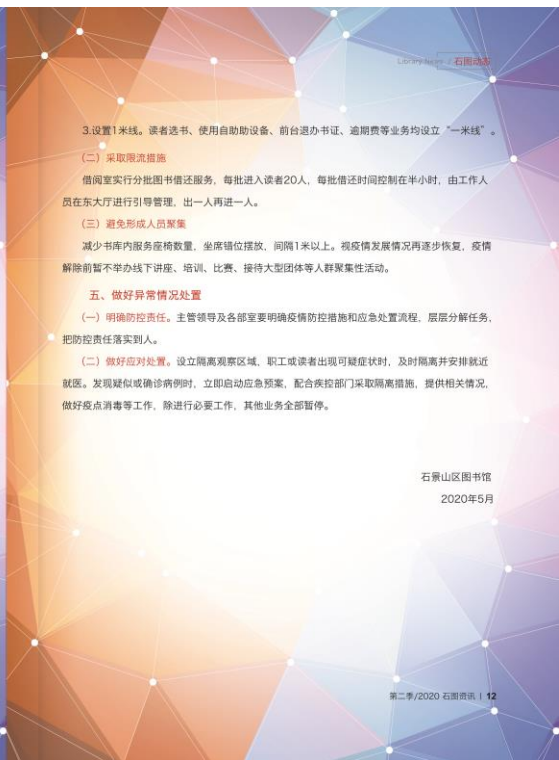 Library News / 石图动态
3.设置1米线。读者选书、使用自助助设备、前台退办书证、逾期费等业务均设立“一米线”。
（二）采取限流措施
借阅室实行分批图书借还服务，每批进入读者20人，每批借还时间控制在半小时，由工作人
员在东大厅进行引导管理，出一人再进一人。
（三）避免形成人员聚集
减少书库内服务座椅数量，坐席错位摆放，间隔1米以上。视疫情发展情况再逐步恢复，疫情
解除前暂不举办线下讲座、培训、比赛、接待大型团体等人群聚集性活动。
五、做好异常情况处置
（一）明确防控责任。主管领导及各部室要明确疫情防控措施和应急处置流程，层层分解任务，
把防控责任落实到人。
（二）做好应对处置。设立隔离观察区域，职工或读者出现可疑症状时，及时隔离并安排就近
就医。发现疑似或确诊病例时，立即启动应急预案，配合疾控部门采取隔离措施，提供相关情况，
做好疫点消毒等工作，除进行必要工作，其他业务全部暂停。
石景山区图书馆
2020年5月
第二季/2020 石图资讯 | 12